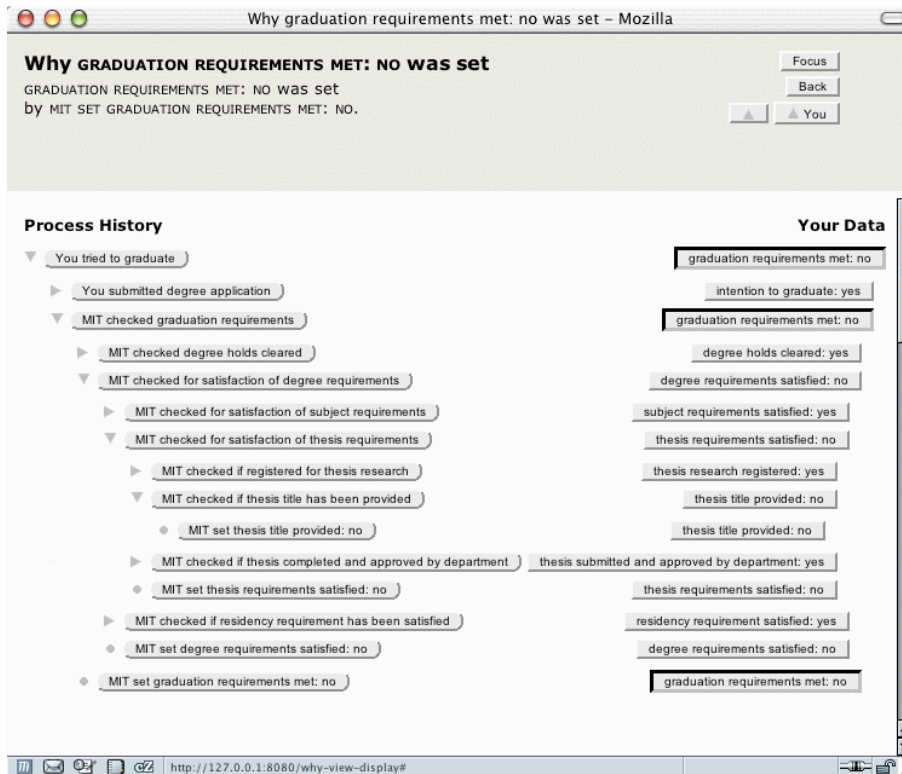 Why graduation requirements met: no was set – Mozilla
Why GRADUATION REQUIREMENTS MET: NO was set
GRADUATION REQUIREMENTS MET: NO was set
by MIT SET GRADUATION REQUIREMENTS MET: NO.
Focus
Back
You
Process History Your Data
You tried to graduate graduation requirements met: no
You submitted degree application intention to graduate: yes
MIT checked graduation requirements graduation requirements met: no
MIT checked degree holds cleared degree holds cleared: yes
MIT checked for satisfaction of degree requirements degree requirements satisfied: no
MIT checked for satisfaction of subject requirements subject requirements satisfied: yes
MIT checked for satisfaction of thesis requirements thesis requirements satisfied: no
MIT checked if registered for thesis research thesis research registered: yes
MIT checked if thesis title has been provided thesis title provided: no
MIT set thesis title provided: no thesis title provided: no
MIT checked if thesis completed and approved by department thesis submitted and approved by department: yes
MIT set thesis requirements satisfied: no thesis requirements satisfied: no
MIT checked if residency requirement has been satisfied residency requirement satisfied: yes
MIT set degree requirements satisfied: no degree requirements satisfied: no
MIT set graduation requirements met: no graduation requirements met: no
http://127.0.0.1:8080/why-view-display#